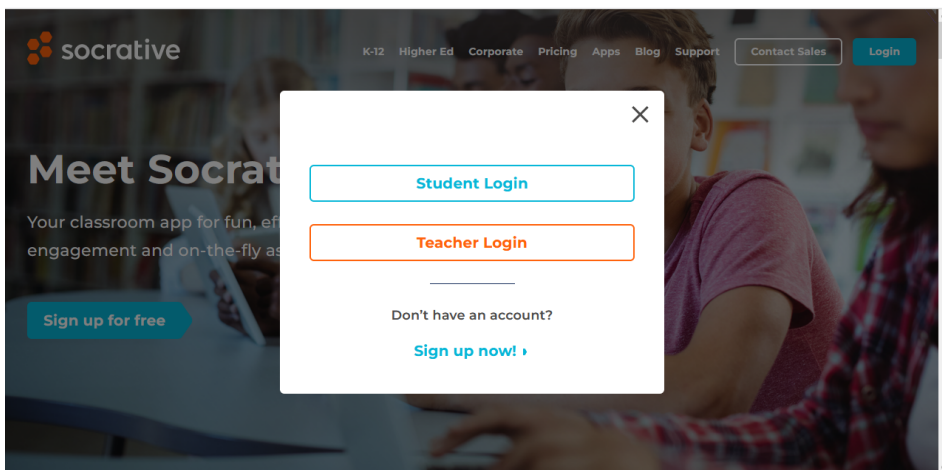 socrative
K-12 Higher Ed Corporate Pricing Apps Blog Support Contact Sales Login
Meet Socrat
Your classroom app for fun, eff
engagement and on-the-fly as
Sign up for free
Student Login
Teacher Login
Don’t have an account?
Sign up now!